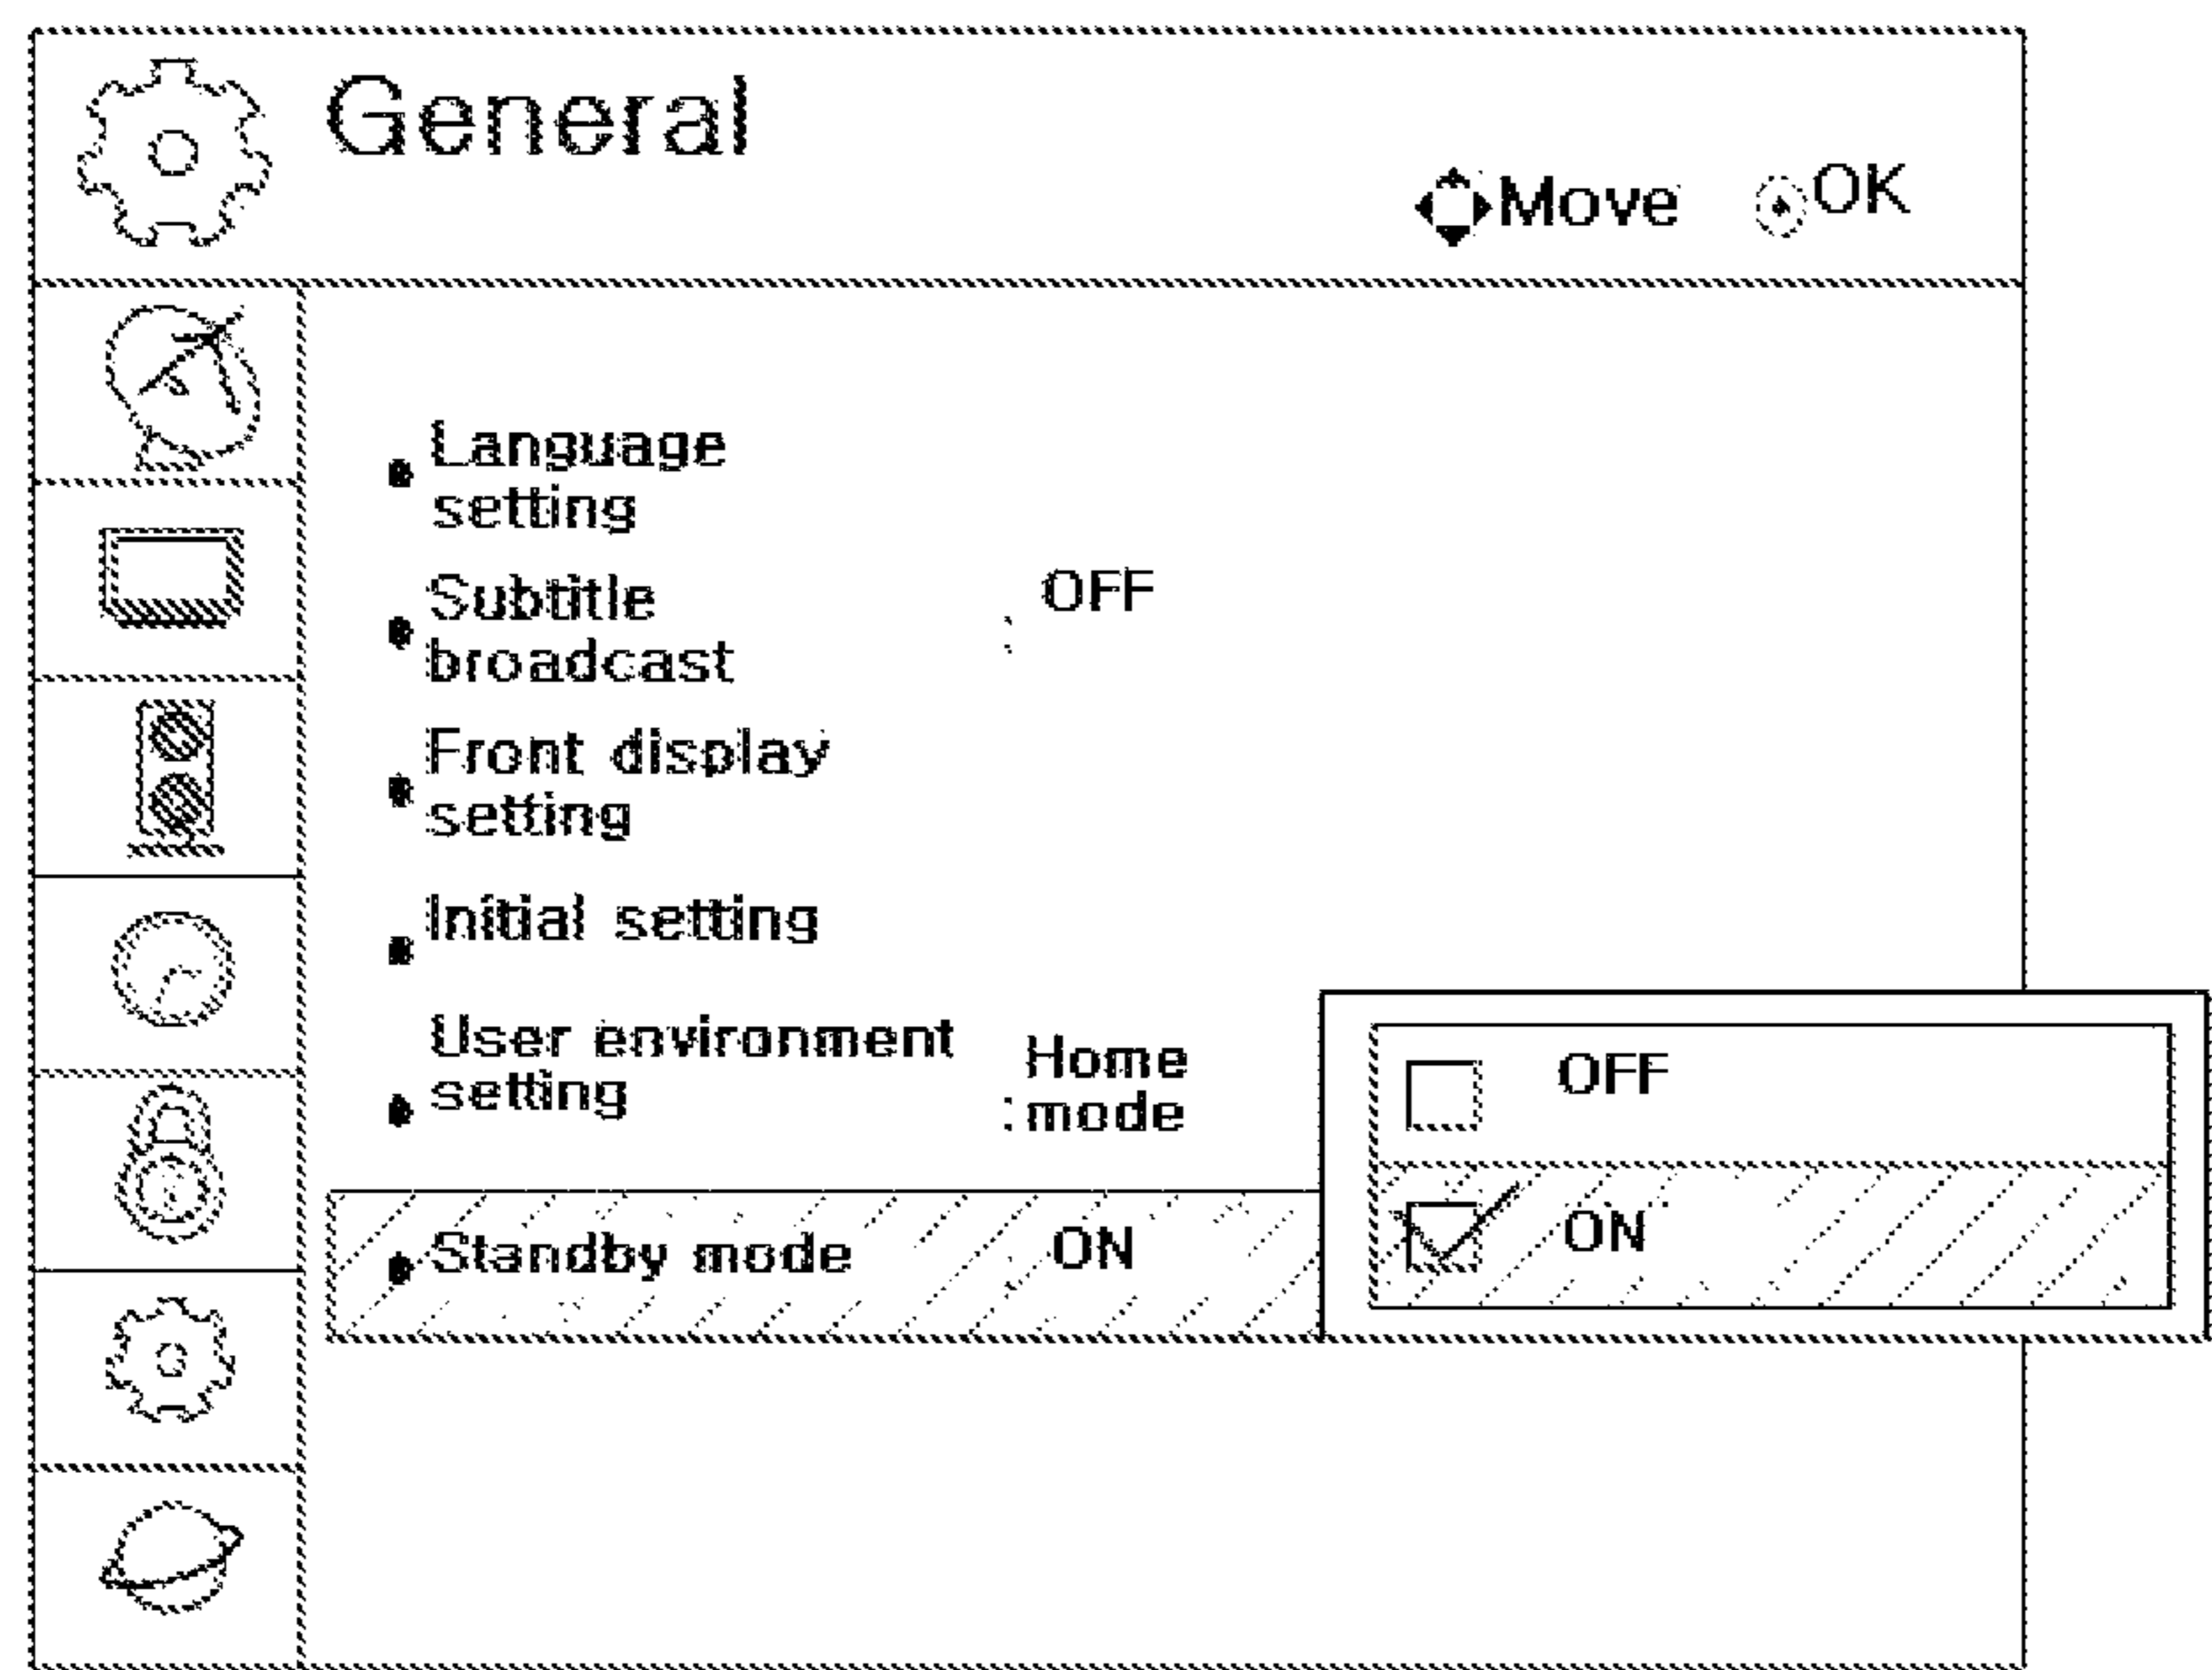 General
Move OK
Language
setting
Subtitle
broadcast
: OFF
Front display
setting
Initial setting
User environment
setting
Home
: mode
Standby mode ON
OFF
ON